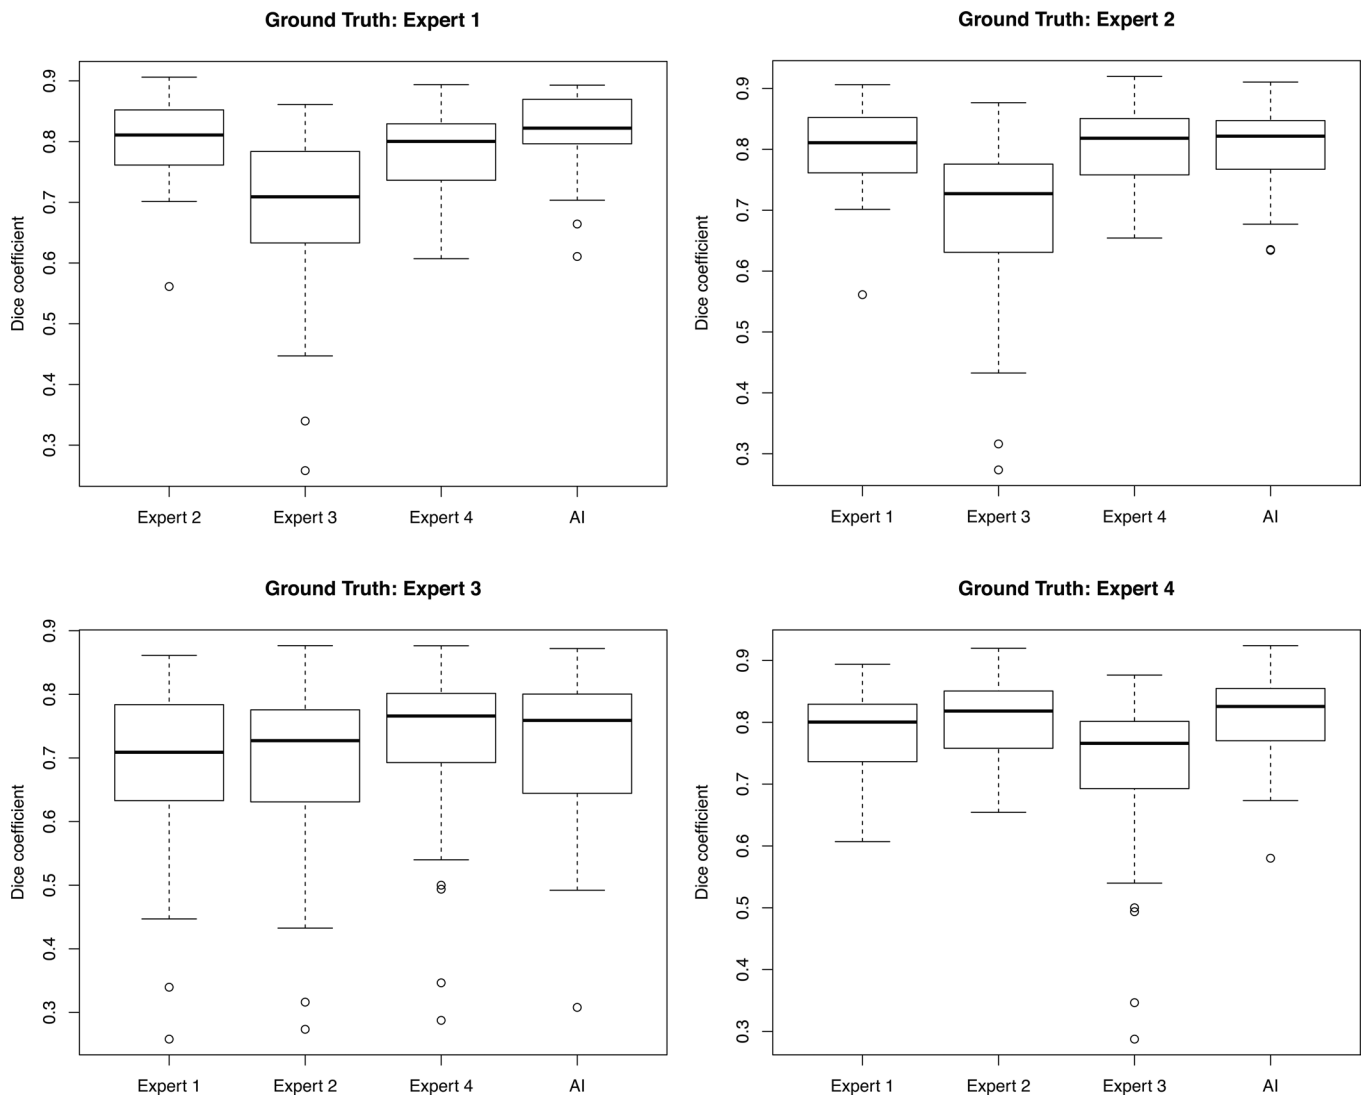 Ground Truth: Expert 1
Dice coefficient
0.9
0.8
0.7
0.6
0.5
0.4
0.3
Expert 2 Expert 3 Expert 4 AI
Ground Truth: Expert 2
Dice coefficient
0.9
0.8
0.7
0.6
0.5
0.4
0.3
Expert 1 Expert 3 Expert 4 AI
Ground Truth: Expert 3
Dice coefficient
0.9
0.8
0.7
0.6
0.5
0.4
0.3
Expert 1 Expert 2 Expert 4 AI
Ground Truth: Expert 4
Dice coefficient
0.9
0.8
0.7
0.6
0.5
0.4
0.3
Expert 1 Expert 2 Expert 3 AI